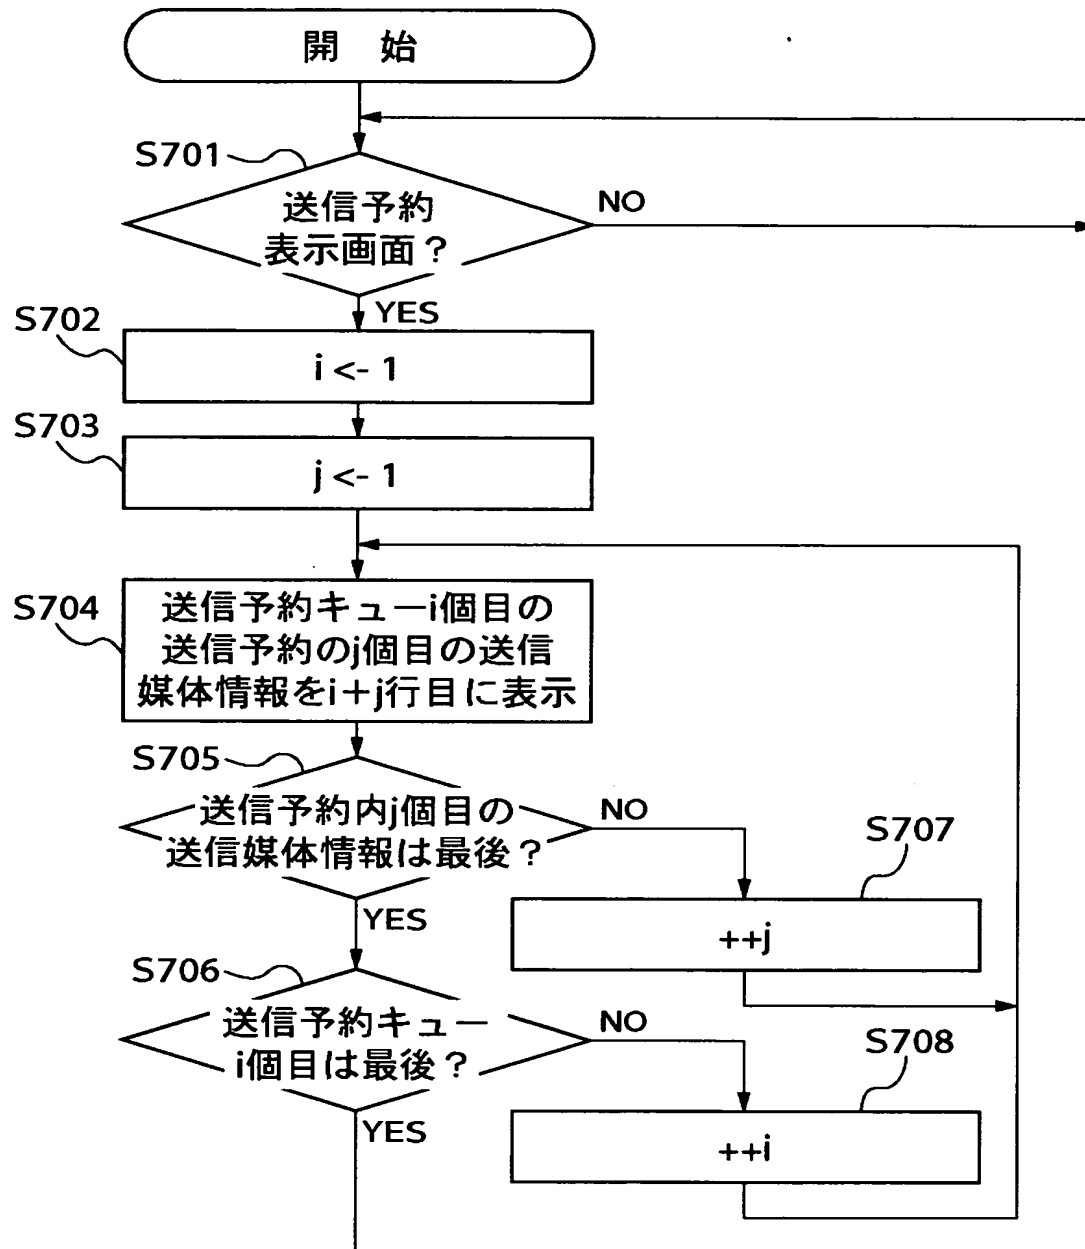 開 始
S701
送信予約
表示画面?
NO
YES
S702
i <- 1
S703
j <- 1
S704
送信予約キューi個目の
送信予約のj個目の送信
媒体情報をi+j行目に表示
S705
送信予約内j個目の
送信媒体情報は最後?
NO
YES
S707
++j
S706
送信予約キュー
i個目は最後?
NO
YES
S708
++i